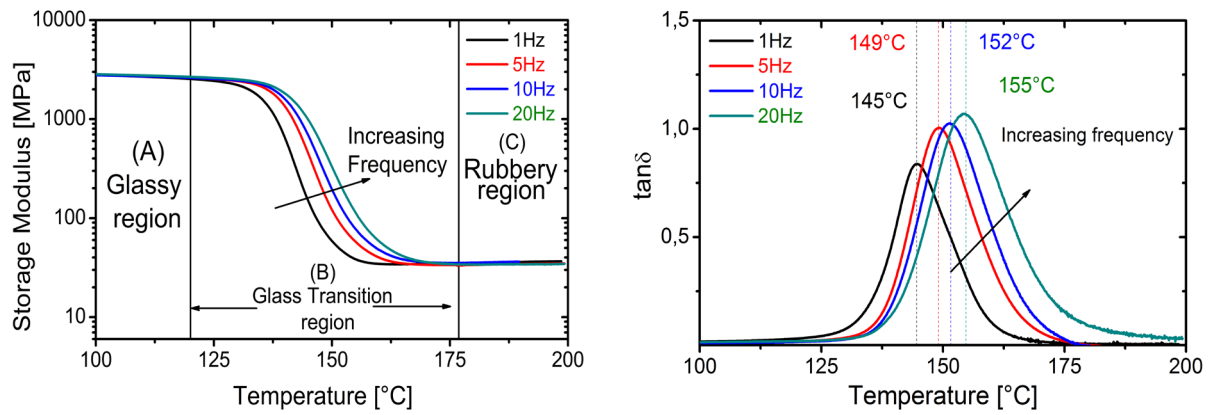 10000
1000
100
10
Storage Modulus [MPa]
1Hz
5Hz
10Hz
20Hz
(A)
Glassy
region
Increasing
Frequency
(C)
Rubbery
region
(B)
Glass Transition
region
100
125
150
175
200
Temperature [°C]
1,5
1,0
0,5
tanδ
1Hz
5Hz
10Hz
20Hz
149°C
152°C
145°C
155°C
Increasing frequency
100
125
150
175
200
Temperature [°C]